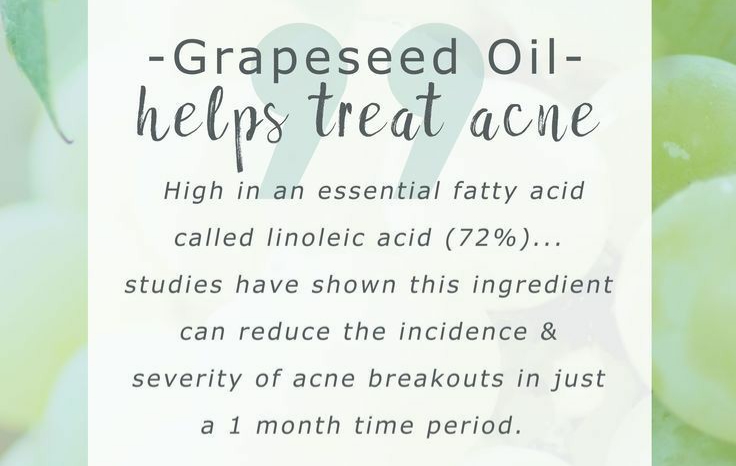 -Grapeseed Oil-
helps treat acne
High in an essential fatty acid
called linoleic acid (72%)...
studies have shown this ingredient
can reduce the incidence &
severity of acne breakouts in just
a 1 month time period.